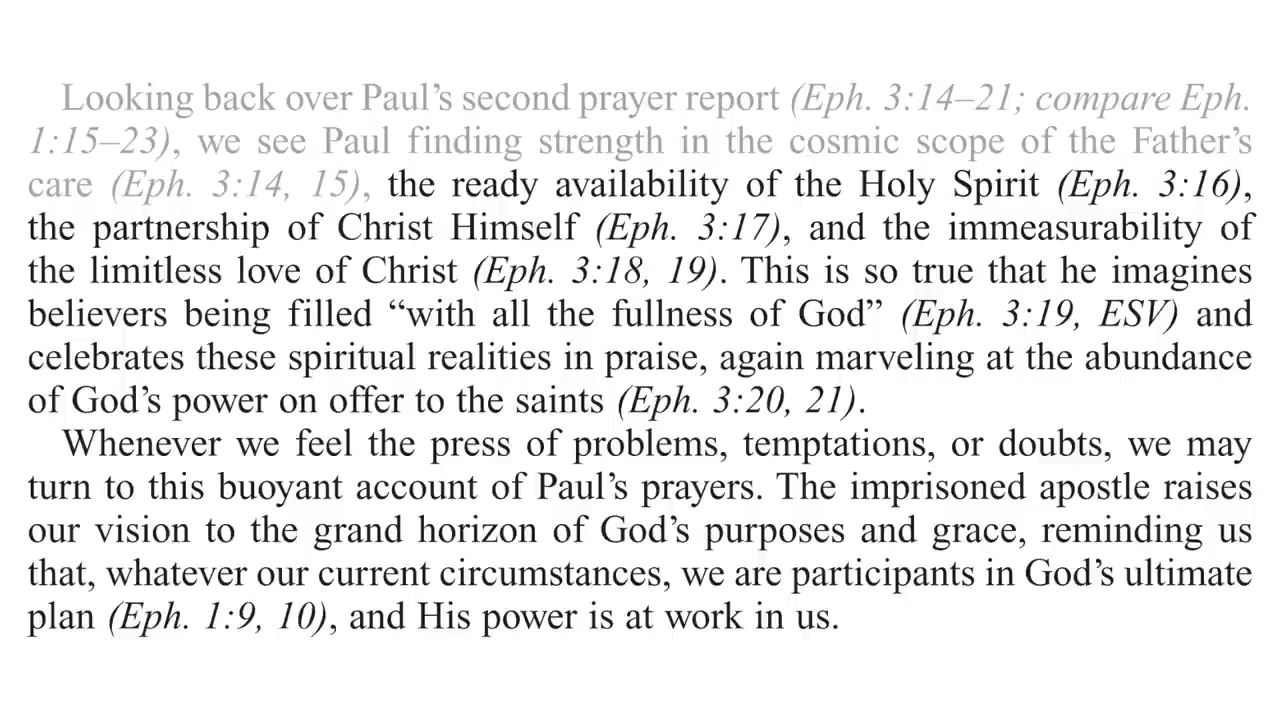 Looking back over Paul’s second prayer report (Eph. 3:14–21; compare Eph.
1:15–23), we see Paul finding strength in the cosmic scope of the Father’s
care (Eph. 3:14, 15), the ready availability of the Holy Spirit (Eph. 3:16),
the partnership of Christ Himself (Eph. 3:17), and the immeasurability of
the limitless love of Christ (Eph. 3:18, 19). This is so true that he imagines
believers being filled “with all the fullness of God” (Eph. 3:19, ESV) and
celebrates these spiritual realities in praise, again marveling at the abundance
of God’s power on offer to the saints (Eph. 3:20, 21).
Whenever we feel the press of problems, temptations, or doubts, we may
turn to this buoyant account of Paul’s prayers. The imprisoned apostle raises
our vision to the grand horizon of God’s purposes and grace, reminding us
that, whatever our current circumstances, we are participants in God’s ultimate
plan (Eph. 1:9, 10), and His power is at work in us.